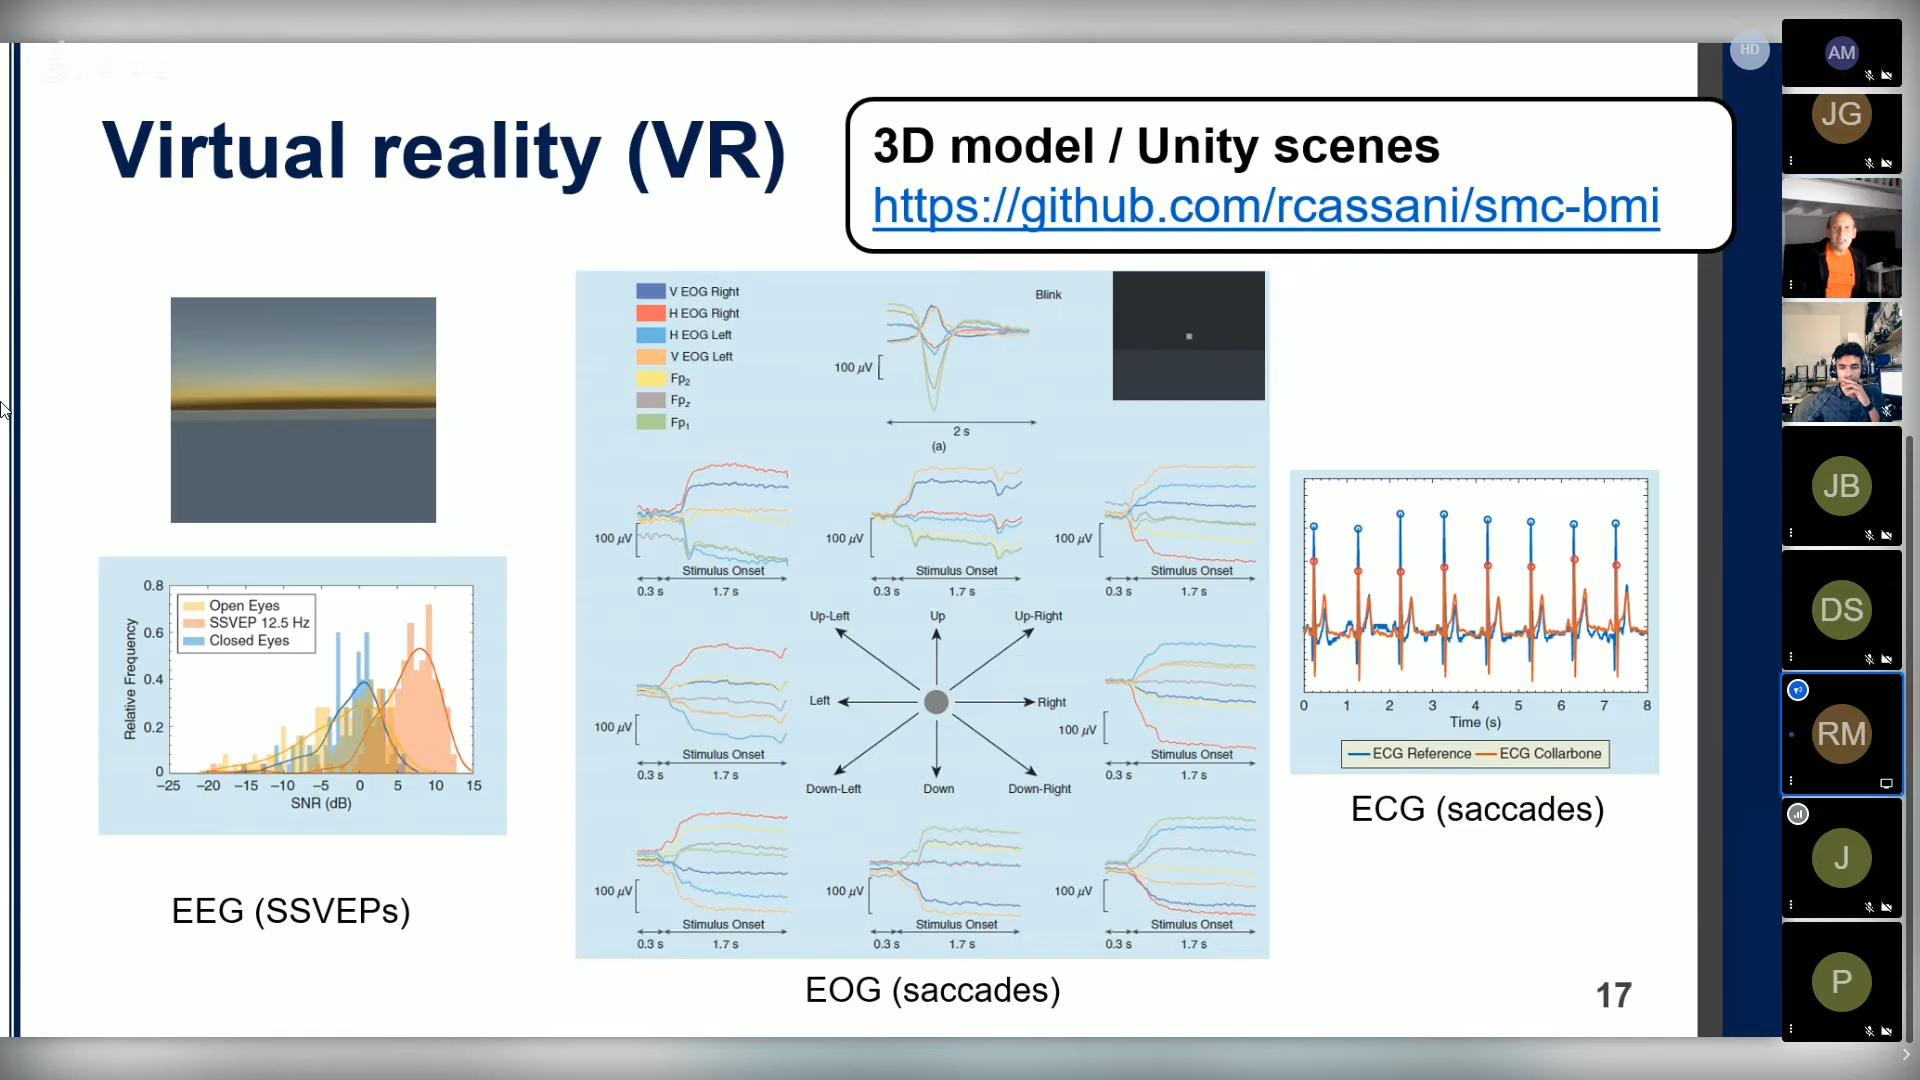 Virtual reality (VR)
3D model / Unity scenes
https://github.com/rcassani/smc-bmi
0.8
0.6
0.4
0.2
0
Relative Frequency
Open Eyes
SSVEP 12.5 Hz
Closed Eyes
−25 −20 −15 −10 −5 0 5 10 15
SNR (dB)
EEG (SSVEPs)
V EOG Right
H EOG Right
H EOG Left
V EOG Left
Fp2
Fpz
Fp1
Blink
100 μV
2 s
(a)
100 μV
Stimulus Onset
0.3 s 1.7 s
100 μV
Stimulus Onset
0.3 s 1.7 s
100 μV
Stimulus Onset
0.3 s 1.7 s
Up-Left Up Up-Right
Left Right
Down-Left Down Down-Right
100 μV
Stimulus Onset
0.3 s 1.7 s
100 μV
Stimulus Onset
0.3 s 1.7 s
100 μV
Stimulus Onset
0.3 s 1.7 s
100 μV
Stimulus Onset
0.3 s 1.7 s
100 μV
Stimulus Onset
0.3 s 1.7 s
EOG (saccades)
0 1 2 3 4 5 6 7 8
Time (s)
ECG Reference ECG Collarbone
ECG (saccades)
17
HD
AM
JG
JB
DS
RM
J
P